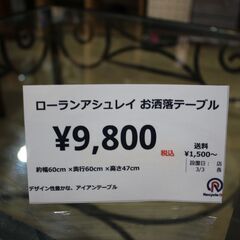 ローランアシュレイ お洒落テーブル
¥9,800 税込
送料
¥1,500～
約幅60cm ×奥行60cm ×高さ47cm
3/3
デザイン性豊かな、アイアンテーブル
Recycle